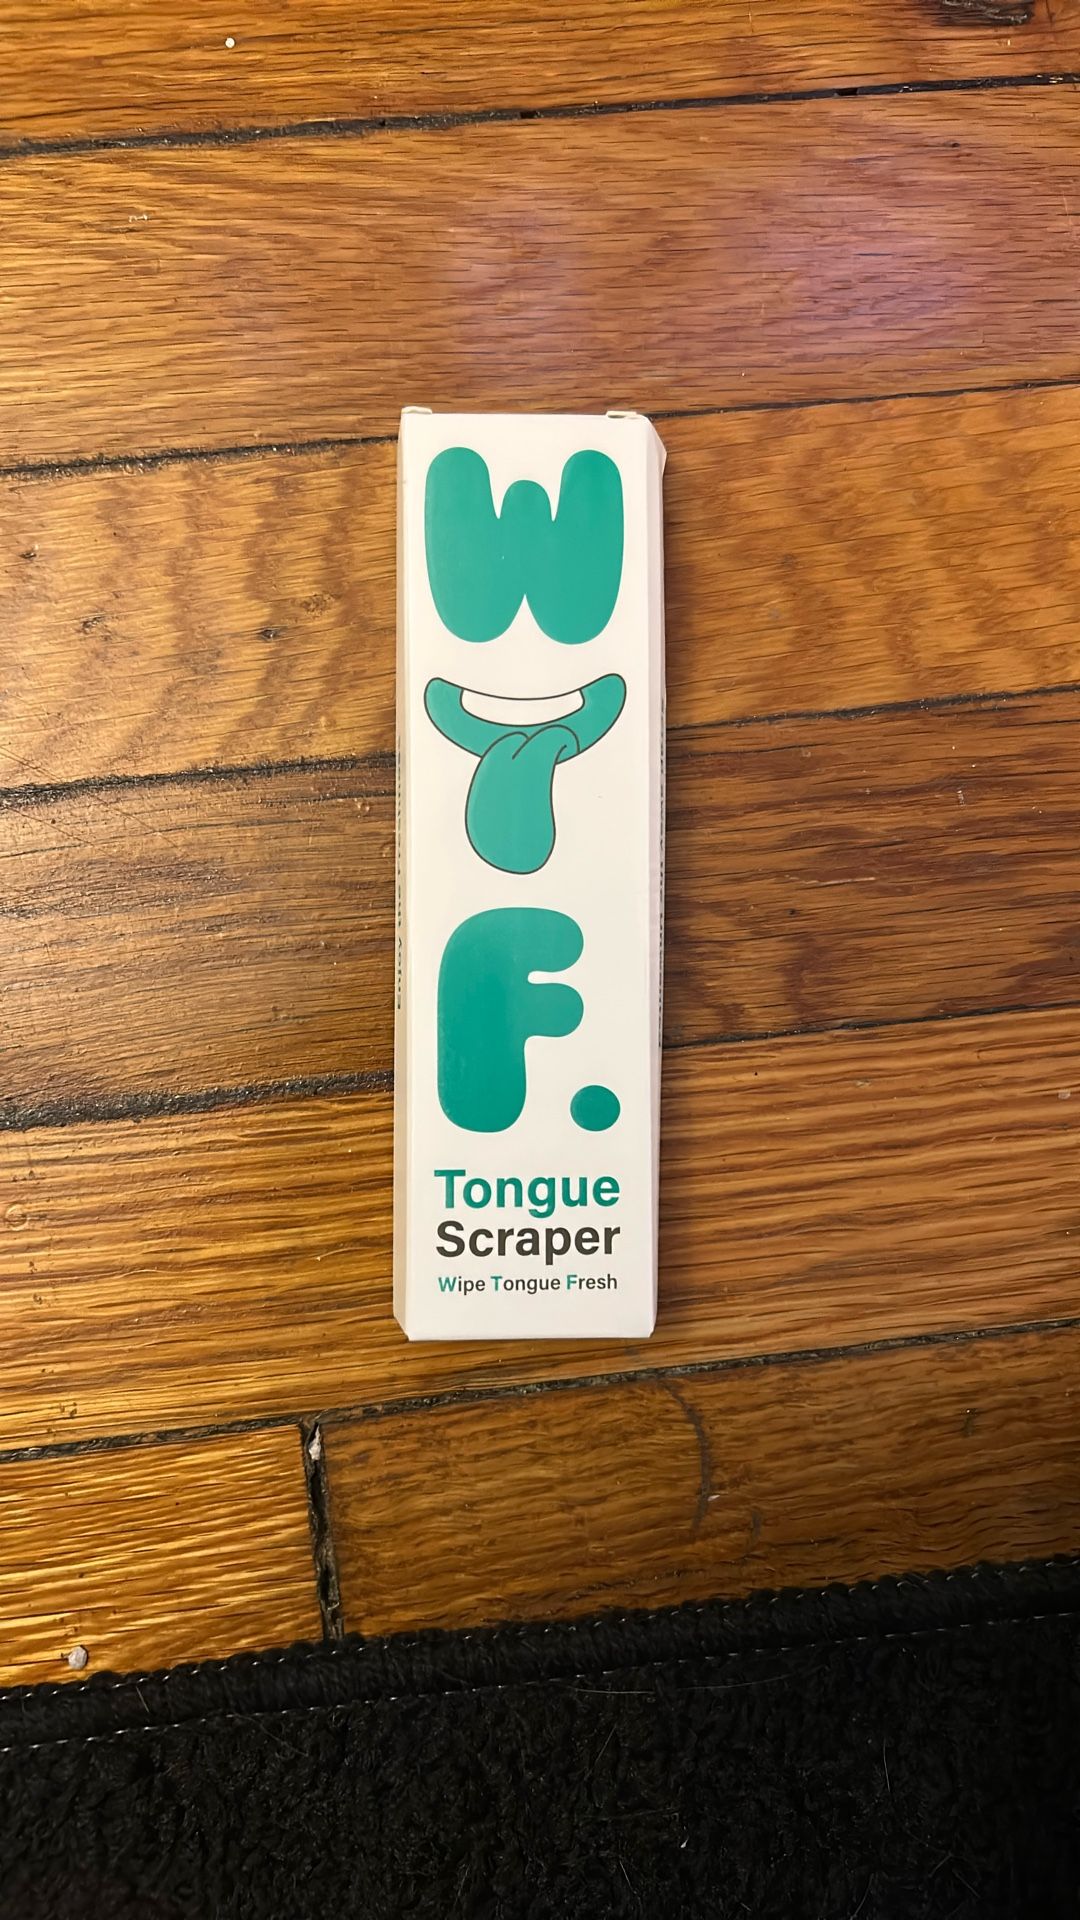 W
F.
Tongue
Scraper
Wipe Tongue Fresh